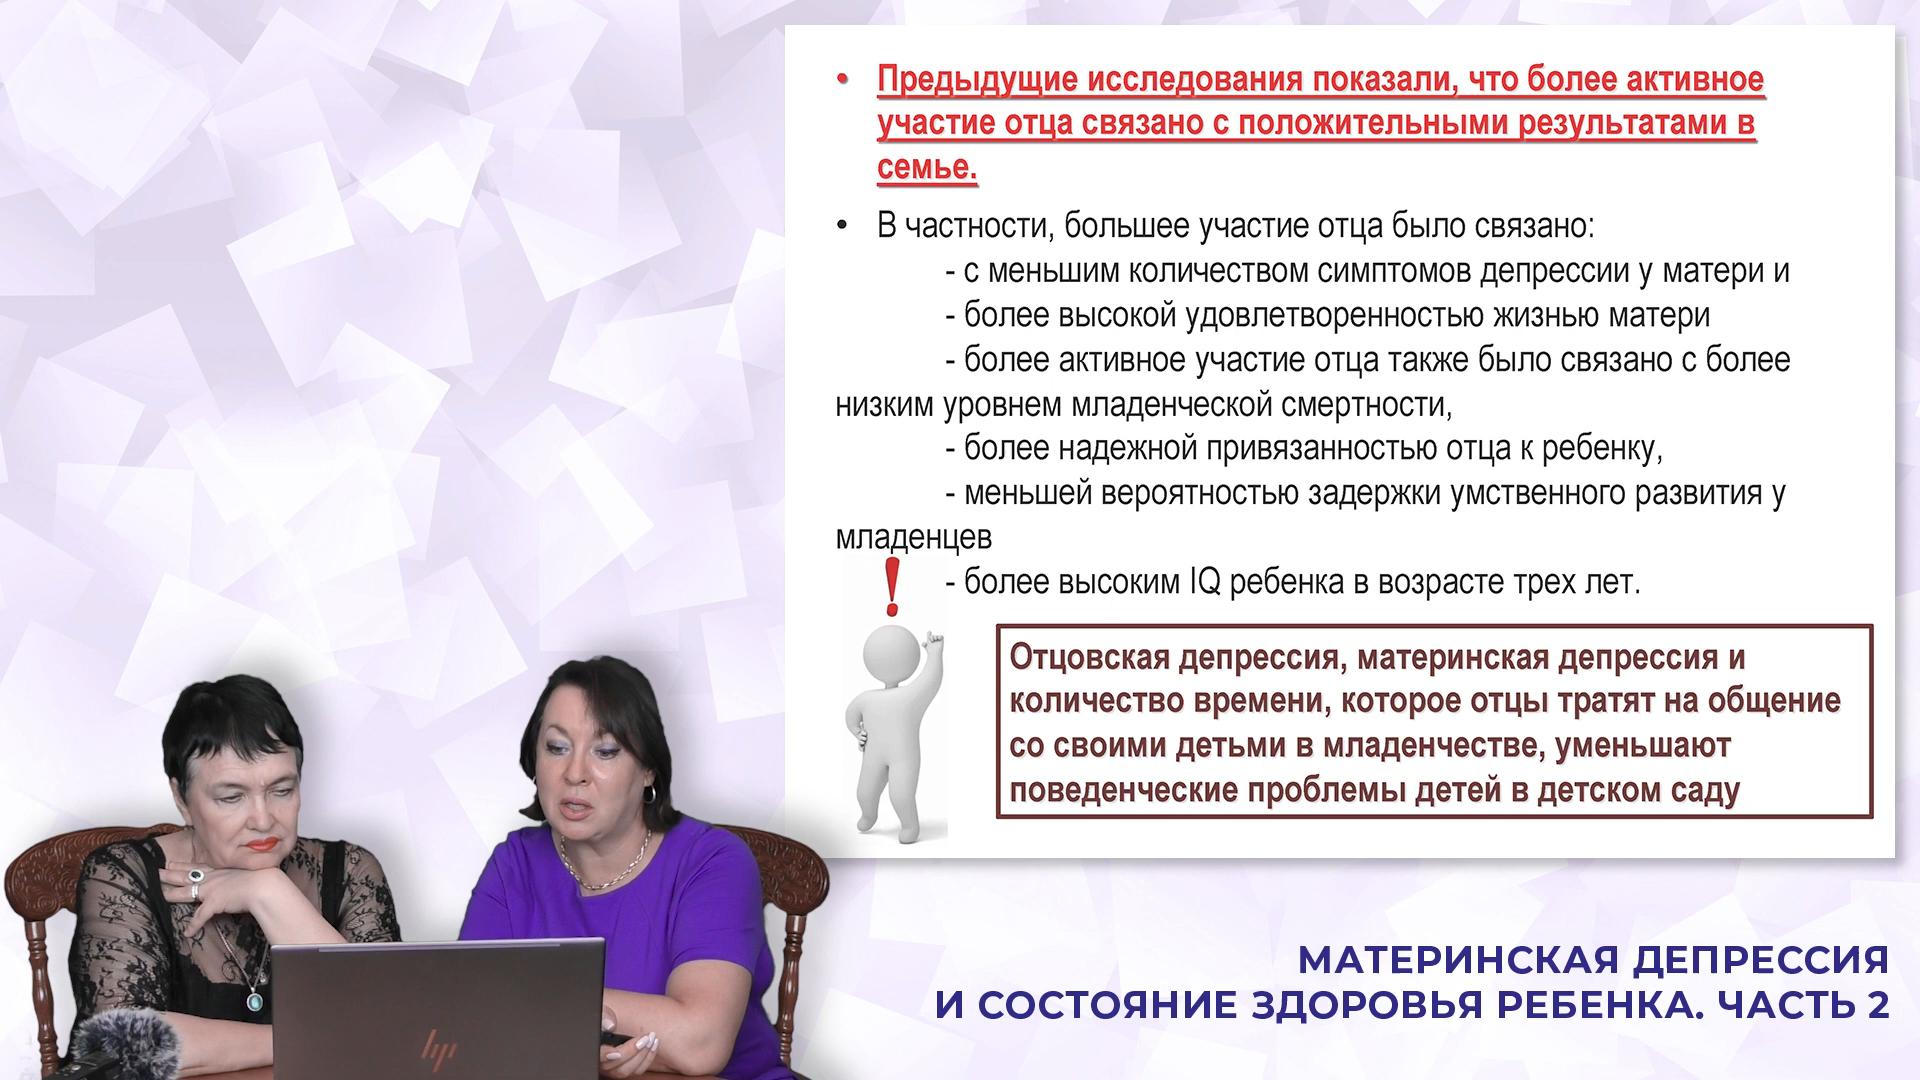 • Предыдущие исследования показали, что более активное
участие отца связано с положительными результатами в
семье.
• В частности, большее участие отца было связано:
- с меньшим количеством симптомов депрессии у матери и
- более высокой удовлетворенностью жизнью матери
- более активное участие отца также было связано с более
низким уровнем младенческой смертности,
- более надежной привязанностью отца к ребенку,
- меньшей вероятностью задержки умственного развития у
младенцев
- более высоким IQ ребенка в возрасте трех лет.
!
Отцовская депрессия, материнская депрессия и
количество времени, которое отцы тратят на общение
со своими детьми в младенчестве, уменьшают
поведенческие проблемы детей в детском саду
hp
МАТЕРИНСКАЯ ДЕПРЕССИЯ
И СОСТОЯНИЕ ЗДОРОВЬЯ РЕБЕНКА. ЧАСТЬ 2